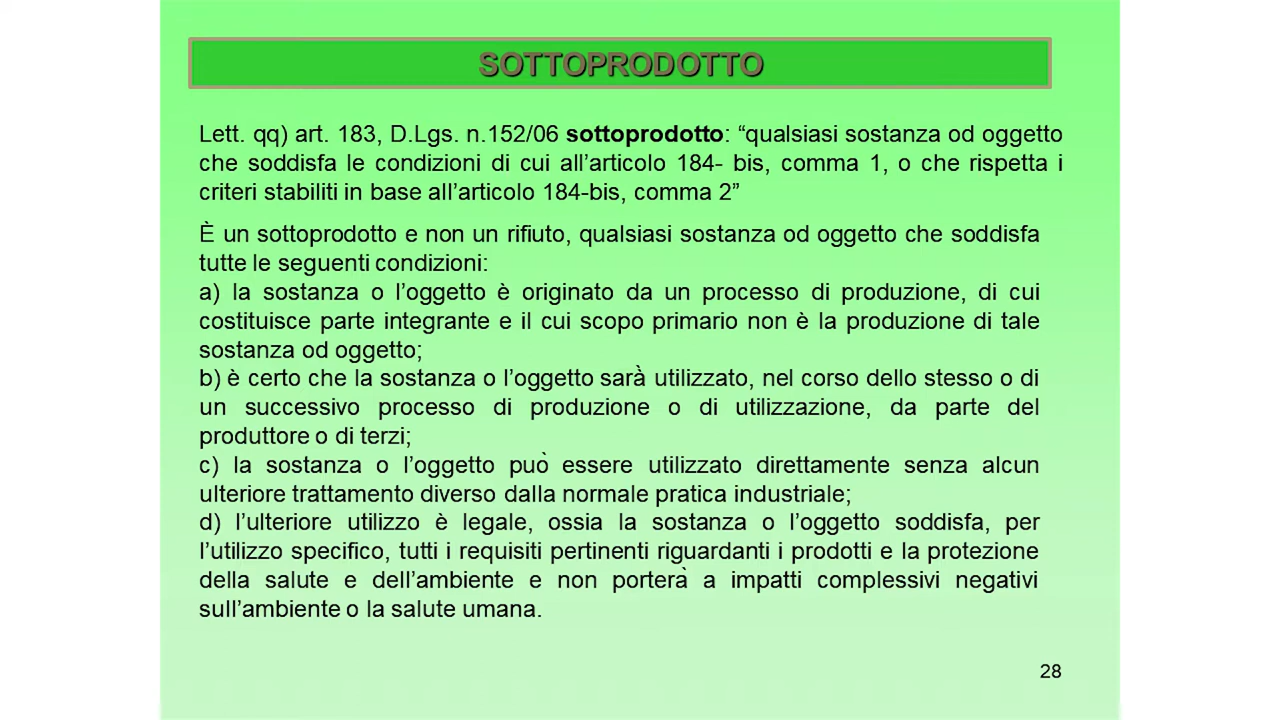 SOTTOPRODOTTO
Lett. qq) art. 183, D.Lgs. n.152/06 sottoprodotto: “qualsiasi sostanza od oggetto
che soddisfa le condizioni di cui all’articolo 184- bis, comma 1, o che rispetta i
criteri stabiliti in base all’articolo 184-bis, comma 2”
È un sottoprodotto e non un rifiuto, qualsiasi sostanza od oggetto che soddisfa
tutte le seguenti condizioni:
a) la sostanza o l’oggetto è originato da un processo di produzione, di cui
costituisce parte integrante e il cui scopo primario non è la produzione di tale
sostanza od oggetto;
b) è certo che la sostanza o l’oggetto sarà utilizzato, nel corso dello stesso o di
un successivo processo di produzione o di utilizzazione, da parte del
produttore o di terzi;
c) la sostanza o l’oggetto può essere utilizzato direttamente senza alcun
ulteriore trattamento diverso dalla normale pratica industriale;
d) l’ulteriore utilizzo è legale, ossia la sostanza o l’oggetto soddisfa, per
l’utilizzo specifico, tutti i requisiti pertinenti riguardanti i prodotti e la protezione
della salute e dell’ambiente e non porterà a impatti complessivi negativi
sull’ambiente o la salute umana.
28